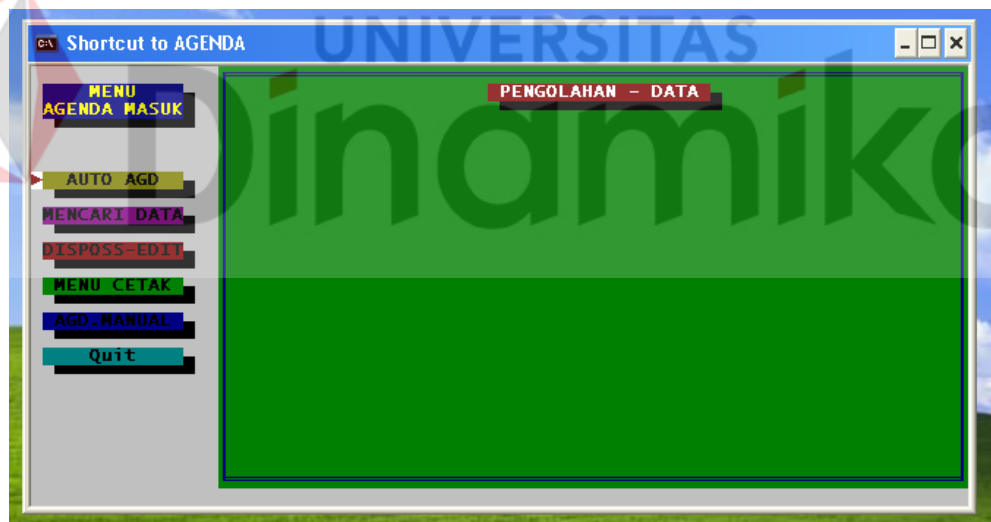 UNIVERSITAS
Dinamika
Shortcut to AGENDA
MENU
AGENDA MASUK
PENGOLAHAN - DATA
AUTO AGD
MENCARI DATA
DISPOSS-EDIT
MENU CETAK
AGD.MANUAL
Quit